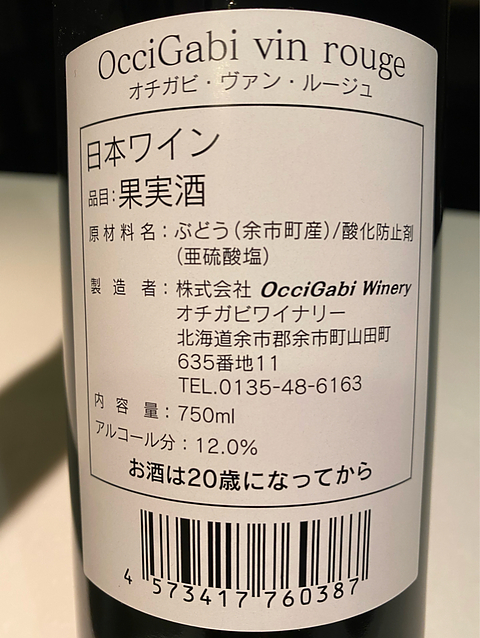 OcciGabi vin rouge
オチガビ・ヴァン・ルージュ
日本ワイン
品目:果実酒
原材料名：ぶどう(余市町産)/酸化防止剤
(亜硫酸塩)
製造者：株式会社 OcciGabi Winery
オチガビワイナリー
北海道余市郡余市町山田町
635番地11
TEL.0135-48-6163
内容量：750ml
アルコール分：12.0%
お酒は20歳になってから
4 573417 760387